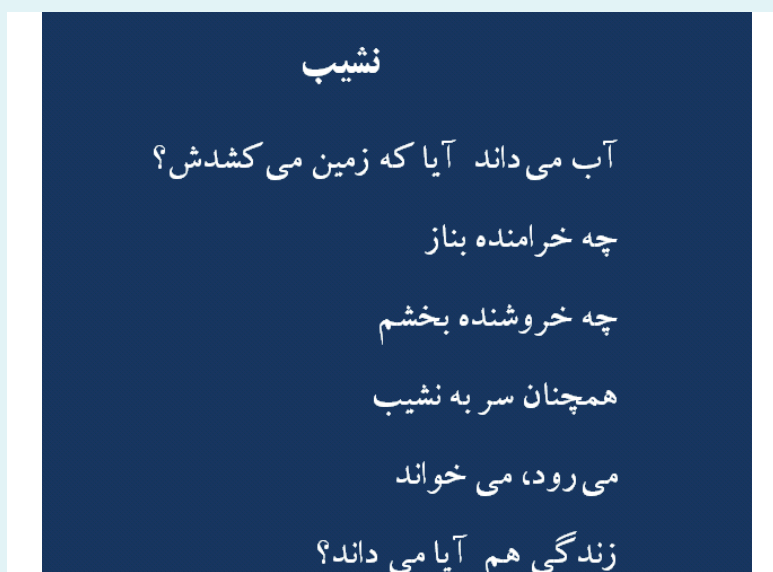 نشیب
آب می‌داند آیا که زمین می‌کشدش؟
چه خرامنده بناز
چه خروشنده بخشم
همچنان سر به نشیب
می‌رود، می خواند
زندگی هم آیا می داند؟